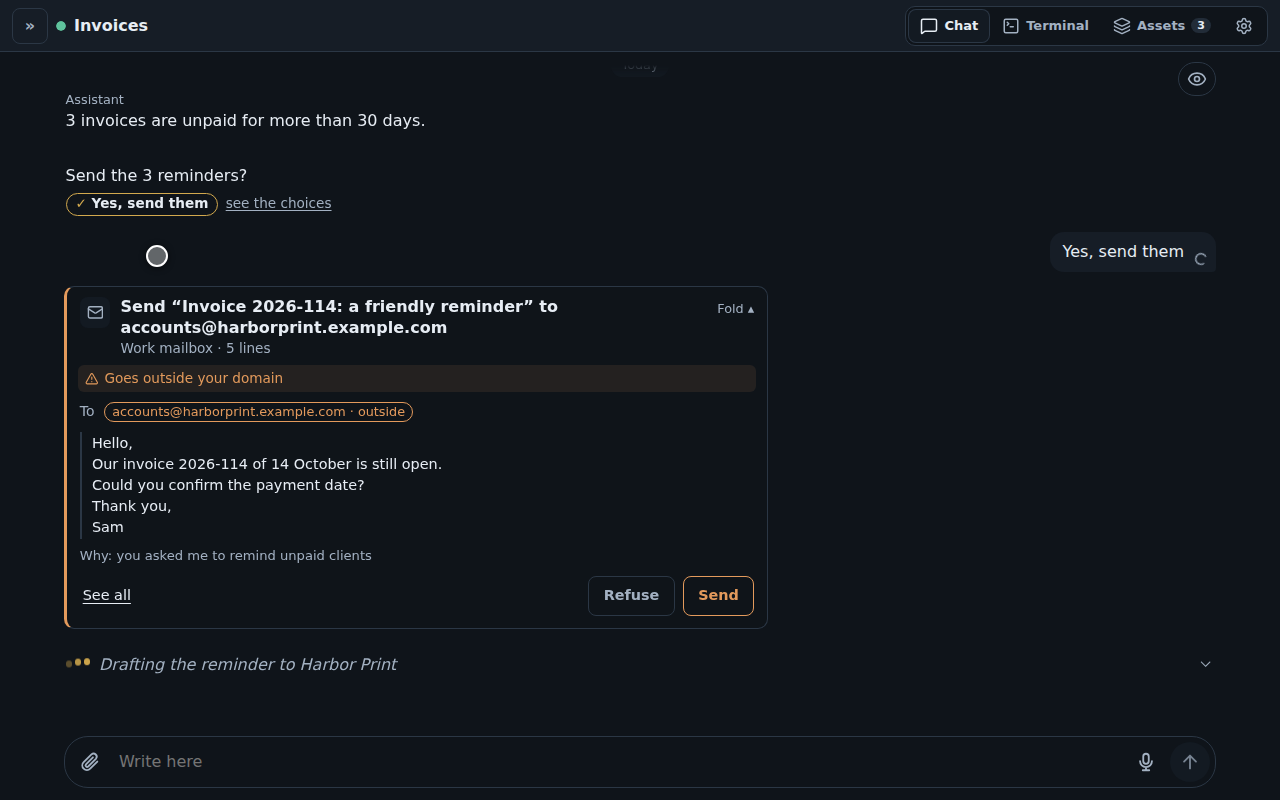 » Invoices
Chat
Terminal
Assets 3
Today
Assistant
3 invoices are unpaid for more than 30 days.
Send the 3 reminders?
✓ Yes, send them see the choices
Yes, send them
Send “Invoice 2026-114: a friendly reminder” to
accounts@harborprint.example.com
Fold ▴
Work mailbox · 5 lines
Goes outside your domain
To accounts@harborprint.example.com · outside
Hello,
Our invoice 2026-114 of 14 October is still open.
Could you confirm the payment date?
Thank you,
Sam
Why: you asked me to remind unpaid clients
See all
Refuse
Send
Drafting the reminder to Harbor Print
Write here